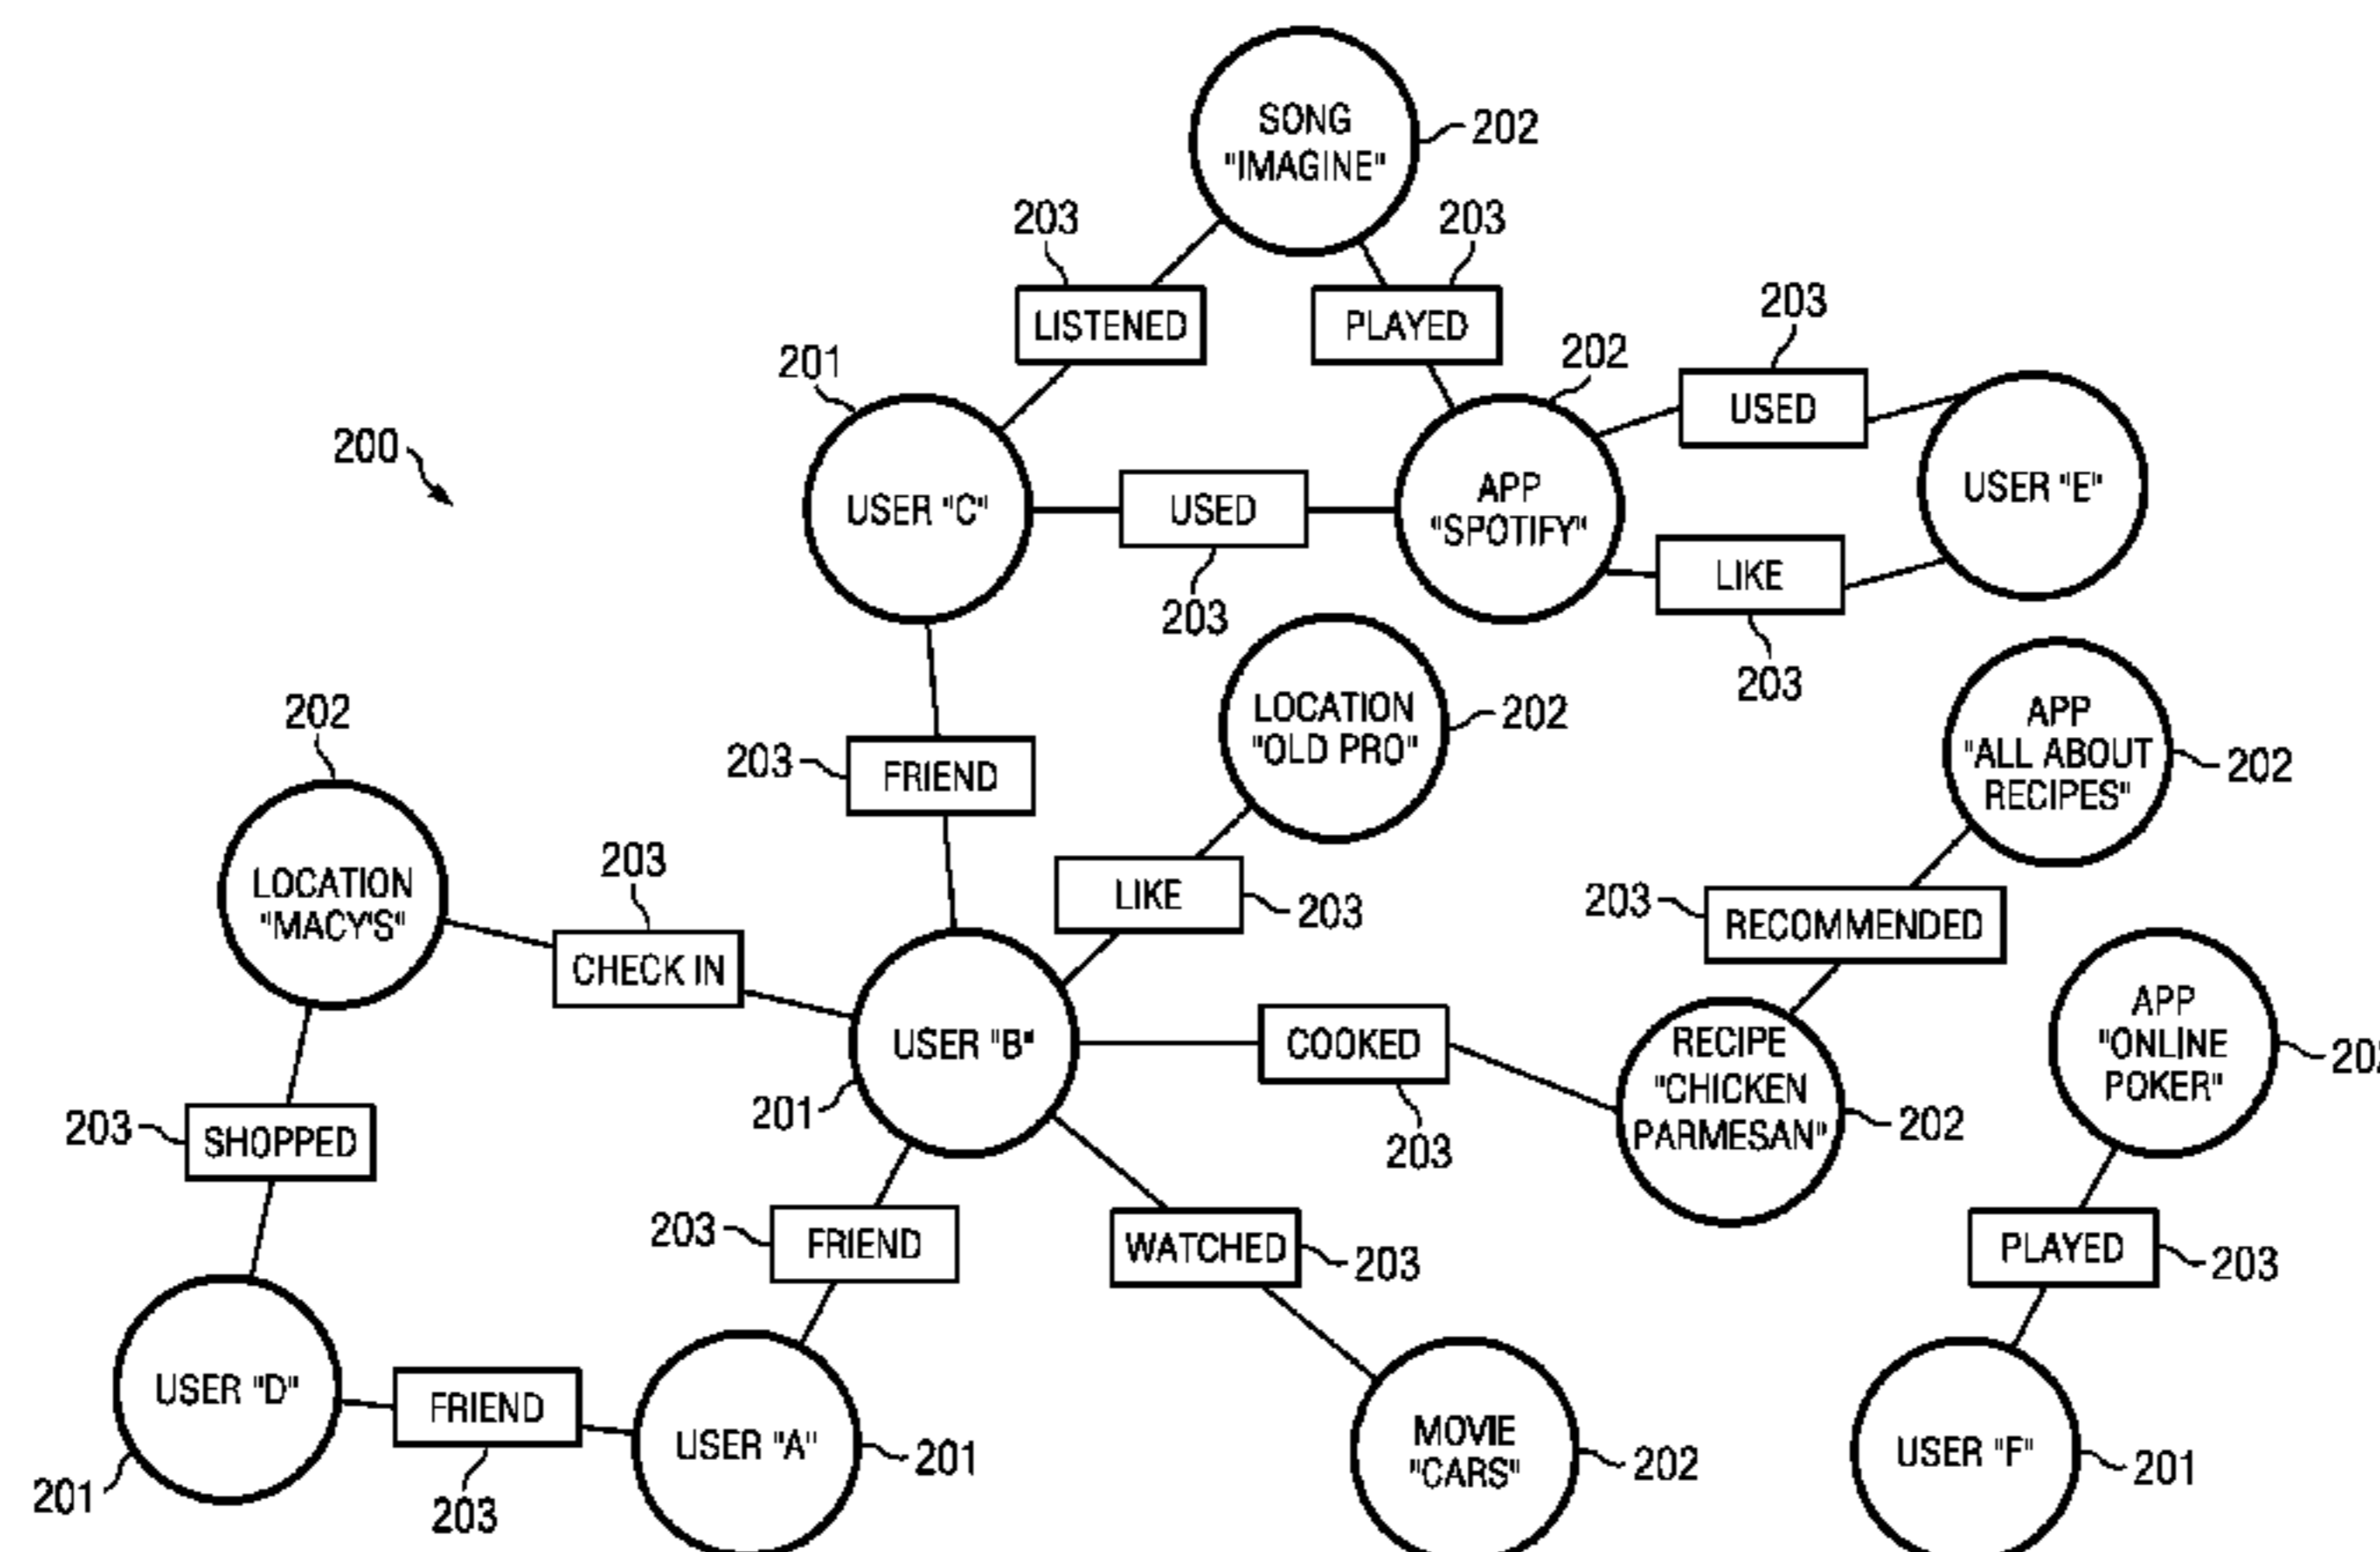 SONG
"IMAGINE"
202
203
203
LISTENED
PLAYED
203
201
202
USED
200
USER "C"
USED
APP
"SPOTIFY"
USER "E"
LIKE
203
203
202
LOCATION
"OLD PRO"
202
APP
"ALL ABOUT
RECIPES"
202
203
FRIEND
LOCATION
"MACY'S"
203
CHECK IN
LIKE
203
203
RECOMMENDED
USER "B"
201
COOKED
203
RECIPE
"CHICKEN
PARMESAN"
202
APP
"ONLINE
POKER"
203
SHOPPED
203
FRIEND
WATCHED
203
PLAYED
203
USER "D"
201
FRIEND
203
USER "A"
201
MOVIE
"CARS"
202
USER "F"
201